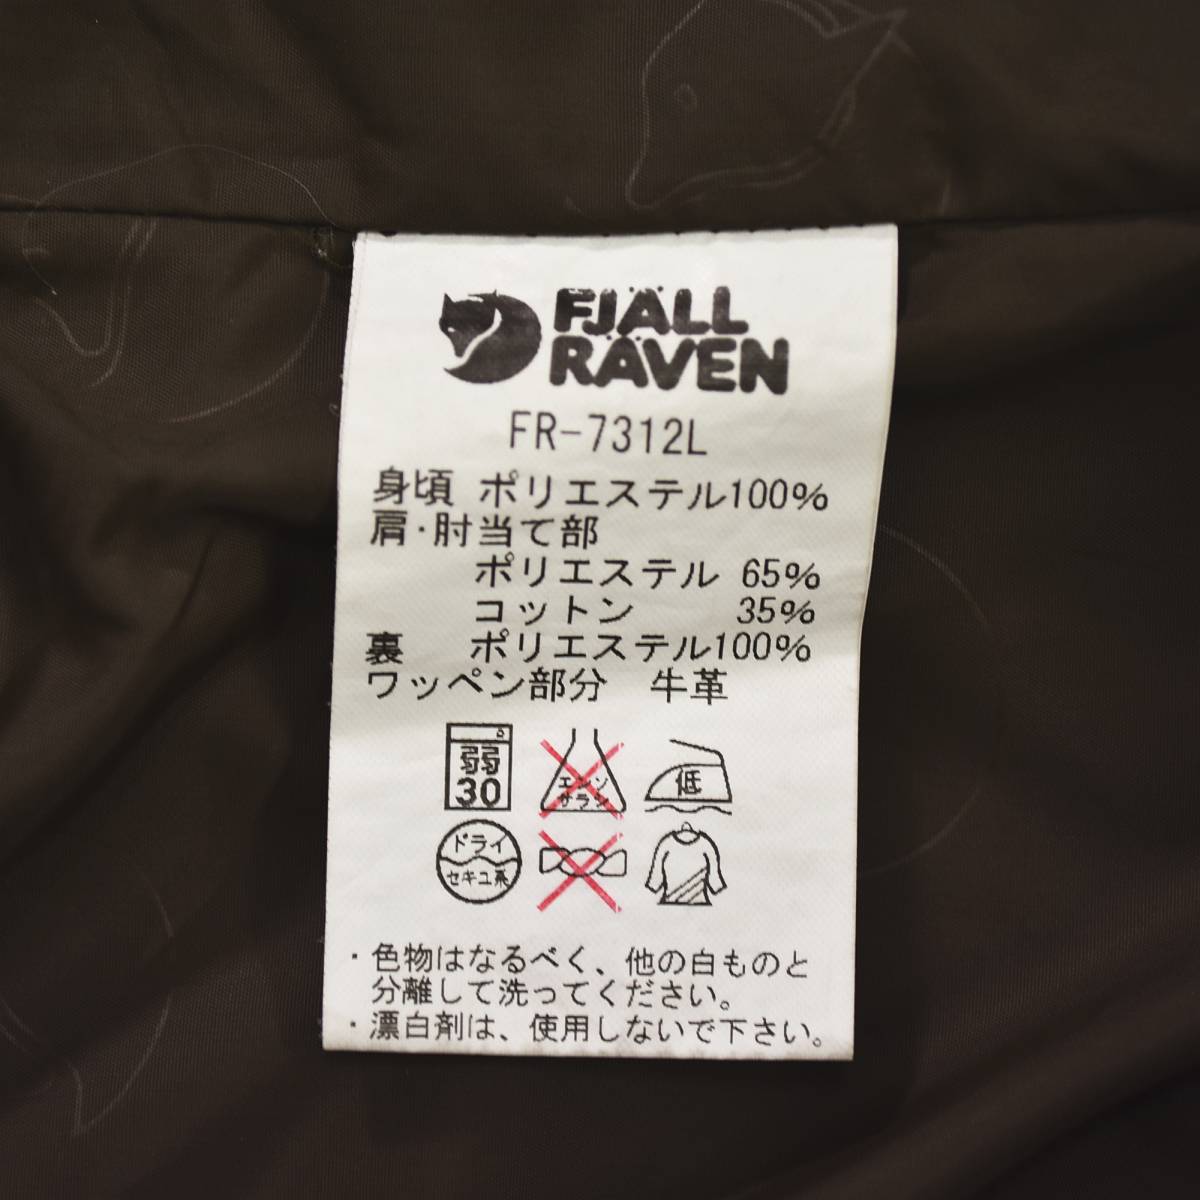 FJÄLL
RÄVEN
FR-7312L
身頃 ポリエステル100%
肩・肘当て部
ポリエステル 65%
コットン 35%
裏 ポリエステル100%
ワッペン部分 牛革
弱
30
エンソ
サラシ
低
ドライ
セキユ系
・色物はなるべく、他の白ものと
分離して洗ってください。
・漂白剤は、使用しないで下さい。